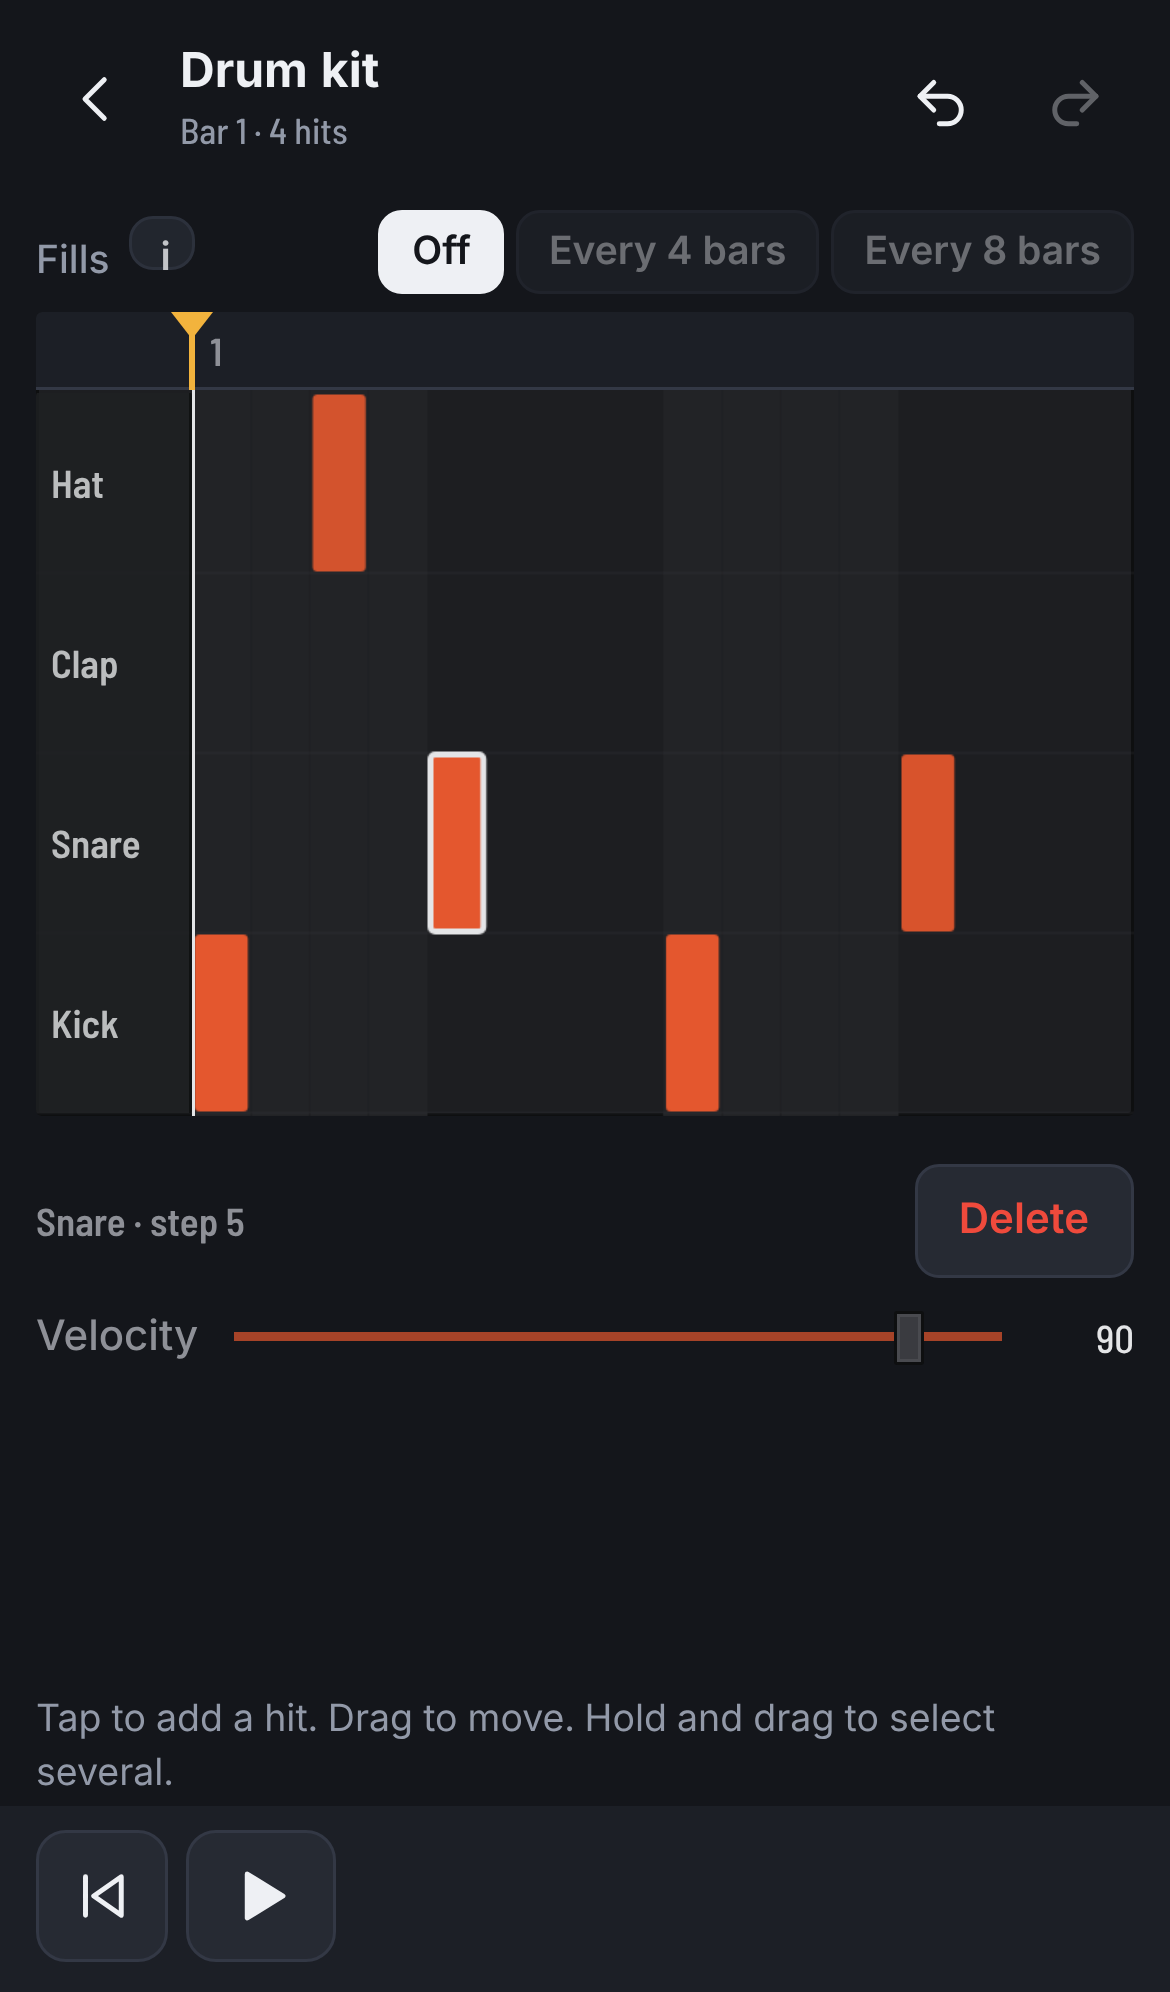 Drum kit
Bar 1 · 4 hits
Fills i Off Every 4 bars Every 8 bars
1
Hat
Clap
Snare
Kick
Snare · step 5 Delete
Velocity 90
Tap to add a hit. Drag to move. Hold and drag to select
several.